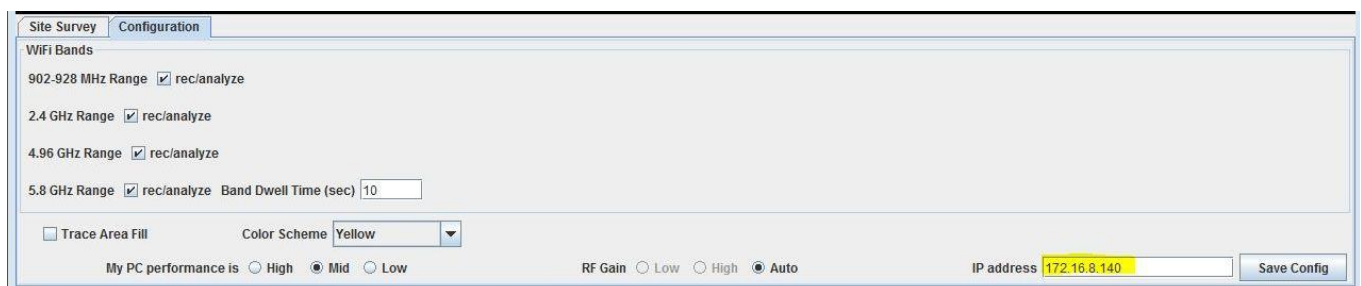 Site Survey Configuration
WiFi Bands
902-928 MHz Range rec/analyze
2.4 GHz Range rec/analyze
4.96 GHz Range rec/analyze
5.8 GHz Range rec/analyze Band Dwell Time (sec) 10
Trace Area Fill Color Scheme Yellow
My PC performance is High Mid Low RF Gain Low High Auto IP address 172.16.8.140 Save Config